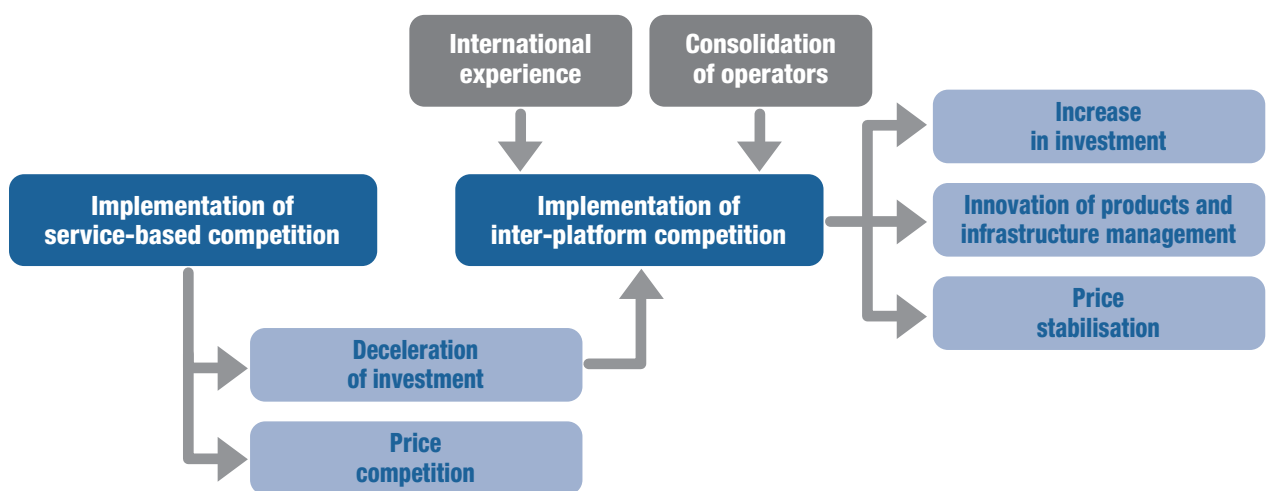 International
experience
Consolidation
of operators
Increase
in investment
Implementation of
service-based competition
Implementation of
inter-platform competition
Innovation of products and
infrastructure management
Price
stabilisation
Deceleration
of investment
Price
competition